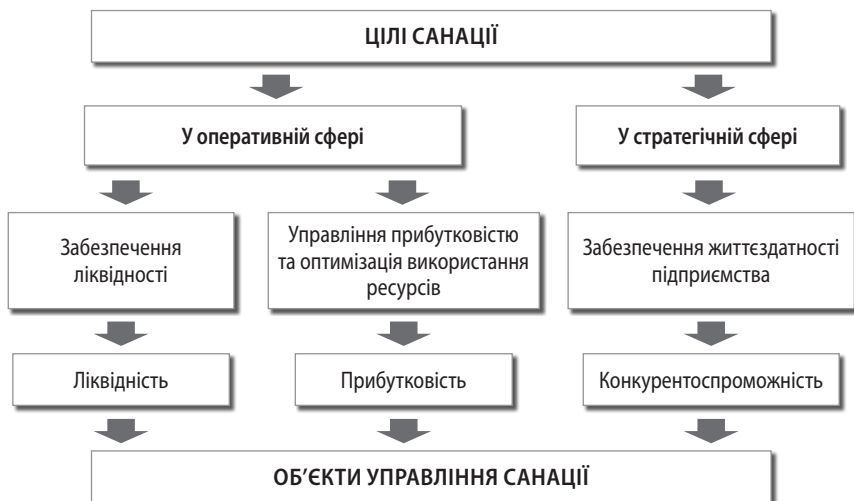 ЦІЛІ САНАЦІЇ
У оперативній сфері
У стратегічній сфері
Забезпечення
ліквідності
Управління прибутковістю
та оптимізація використання
ресурсів
Забезпечення життєздатності
підприємства
Ліквідність
Прибутковість
Конкурентоспроможність
ОБ’ЄКТИ УПРАВЛІННЯ САНАЦІЇ